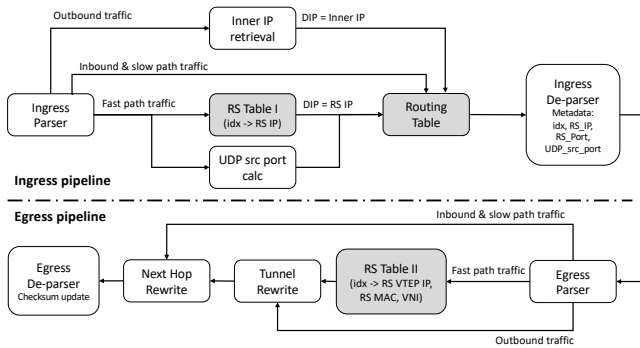 Outbound traffic
Inner IP
retrieval
DIP = Inner IP
Inbound & slow path traffic
Ingress
Parser
Fast path traffic
RS Table I
(idx -> RS IP)
DIP = RS IP
Routing
Table
Ingress
De-parser
Metadata:
idx, RS_IP,
RS_Port,
UDP_src_port
UDP src port
calc
Ingress pipeline
Egress pipeline
Inbound & slow path traffic
Egress
De-parser
Checksum update
Next Hop
Rewrite
Tunnel
Rewrite
RS Table II
(idx -> RS VTEP IP,
RS MAC, VNI)
Fast path traffic
Egress
Parser
Outbound traffic